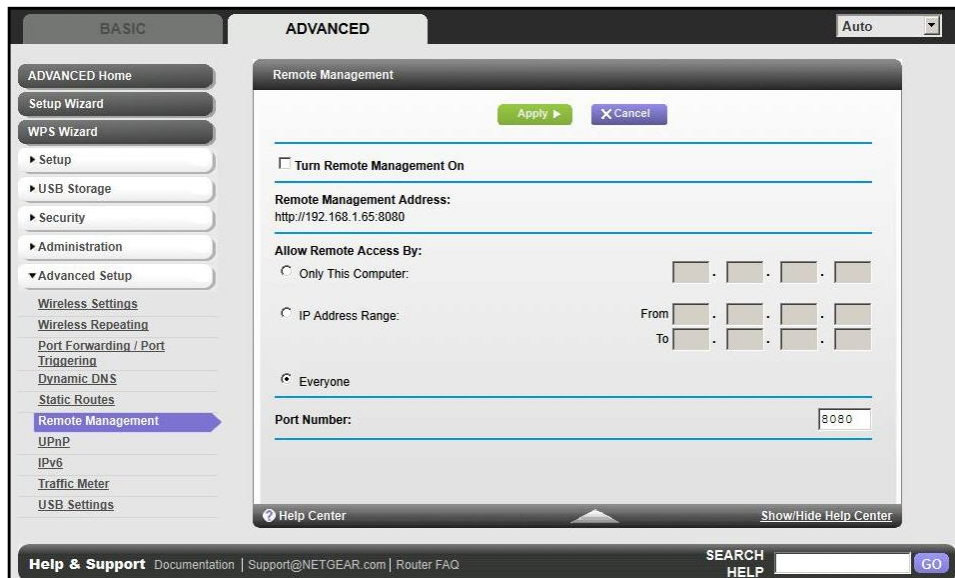 BASIC
ADVANCED
Auto
ADVANCED Home
Setup Wizard
WPS Wizard
Setup
USB Storage
Security
Administration
Advanced Setup
Wireless Settings
Wireless Repeating
Port Forwarding / Port
Triggering
Dynamic DNS
Static Routes
Remote Management
UPnP
IPv6
Traffic Meter
USB Settings
Remote Management
Apply
X Cancel
Turn Remote Management On
Remote Management Address:
http://192.168.1.65:8080
Allow Remote Access By:
Only This Computer: . . .
IP Address Range: From . . .
To . . .
Everyone
Port Number: 8080
? Help Center Show/Hide Help Center
Help & Support Documentation | Support@NETGEAR.com | Router FAQ
SEARCH
HELP
GO